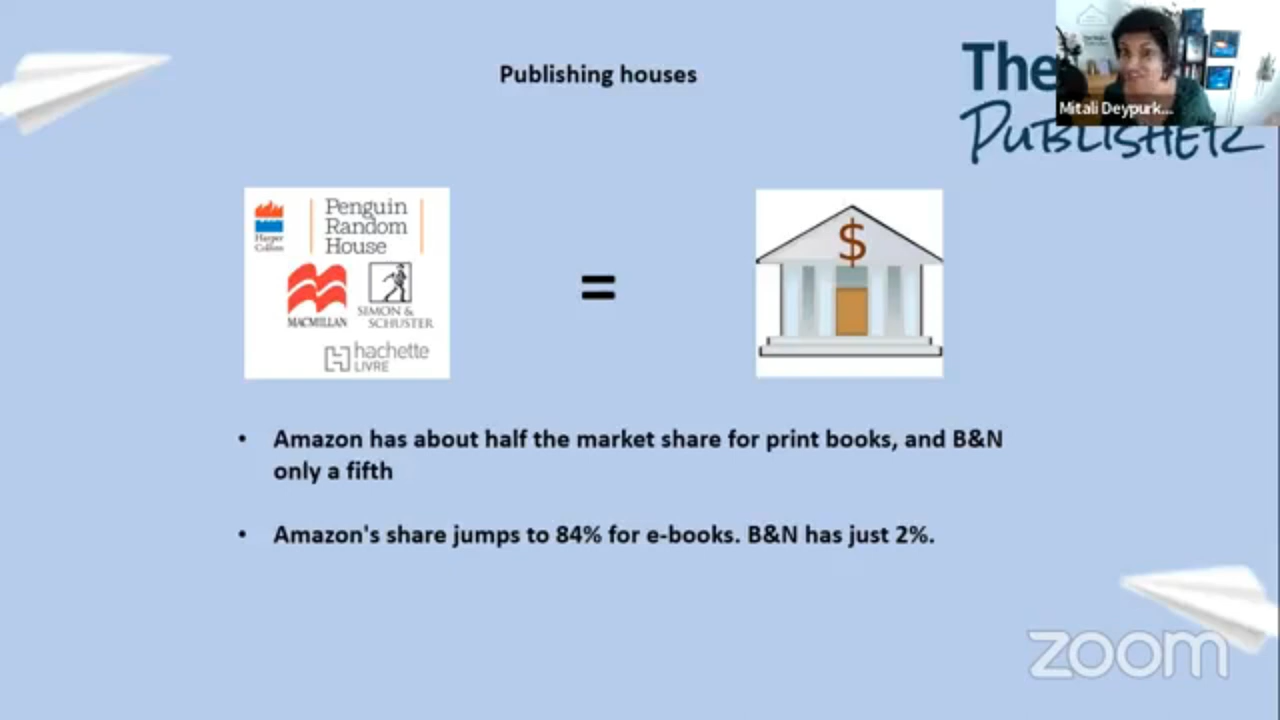 Publishing houses
The
PUBLISHER
Mitali Deypurk...
Harper
Collins
Penguin
Random
House
MACMILLAN
SIMON &
SCHUSTER
hachette
LIVRE
=
$
• Amazon has about half the market share for print books, and B&N
only a fifth
• Amazon's share jumps to 84% for e-books. B&N has just 2%.
zoom